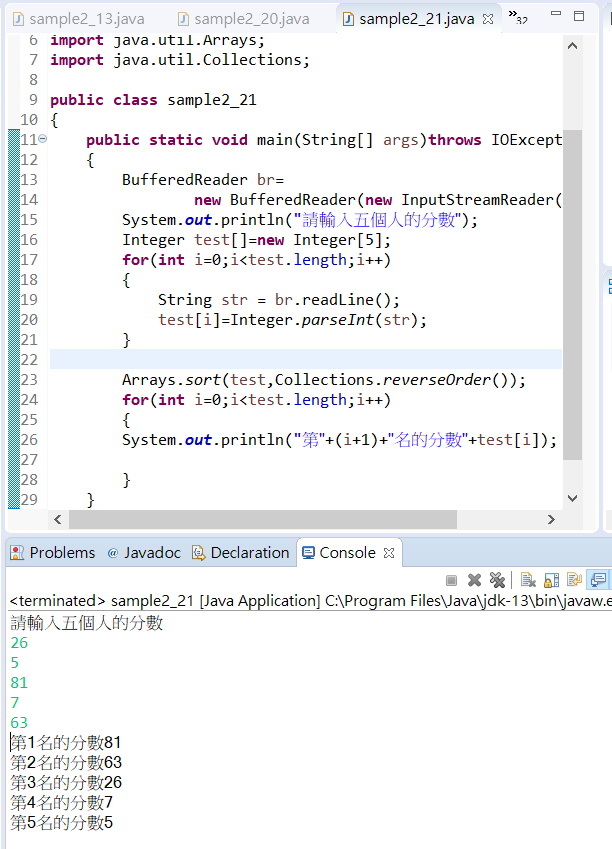 sample2_13.java sample2_20.java sample2_21.java »32
6 import java.util.Arrays;
7 import java.util.Collections;
8
9 public class sample2_21
10 {
11 public static void main(String[] args)throws IOExcept
12 {
13 BufferedReader br=
14 new BufferedReader(new InputStreamReader(
15 System.out.println("請輸入五個人的分數");
16 Integer test[]=new Integer[5];
17 for(int i=0;i<test.length;i++)
18 {
19 String str = br.readLine();
20 test[i]=Integer.parseInt(str);
21 }
22
23 Arrays.sort(test,Collections.reverseOrder());
24 for(int i=0;i<test.length;i++)
25 {
26 System.out.println("第"+(i+1)+"名的分數"+test[i]);
27
28 }
29 }
Problems @ Javadoc Declaration Console
<terminated> sample2_21 [Java Application] C:\Program Files\Java\jdk-13\bin\javaw.e
請輸入五個人的分數
26
5
81
7
63
第1名的分數81
第2名的分數63
第3名的分數26
第4名的分數7
第5名的分數5